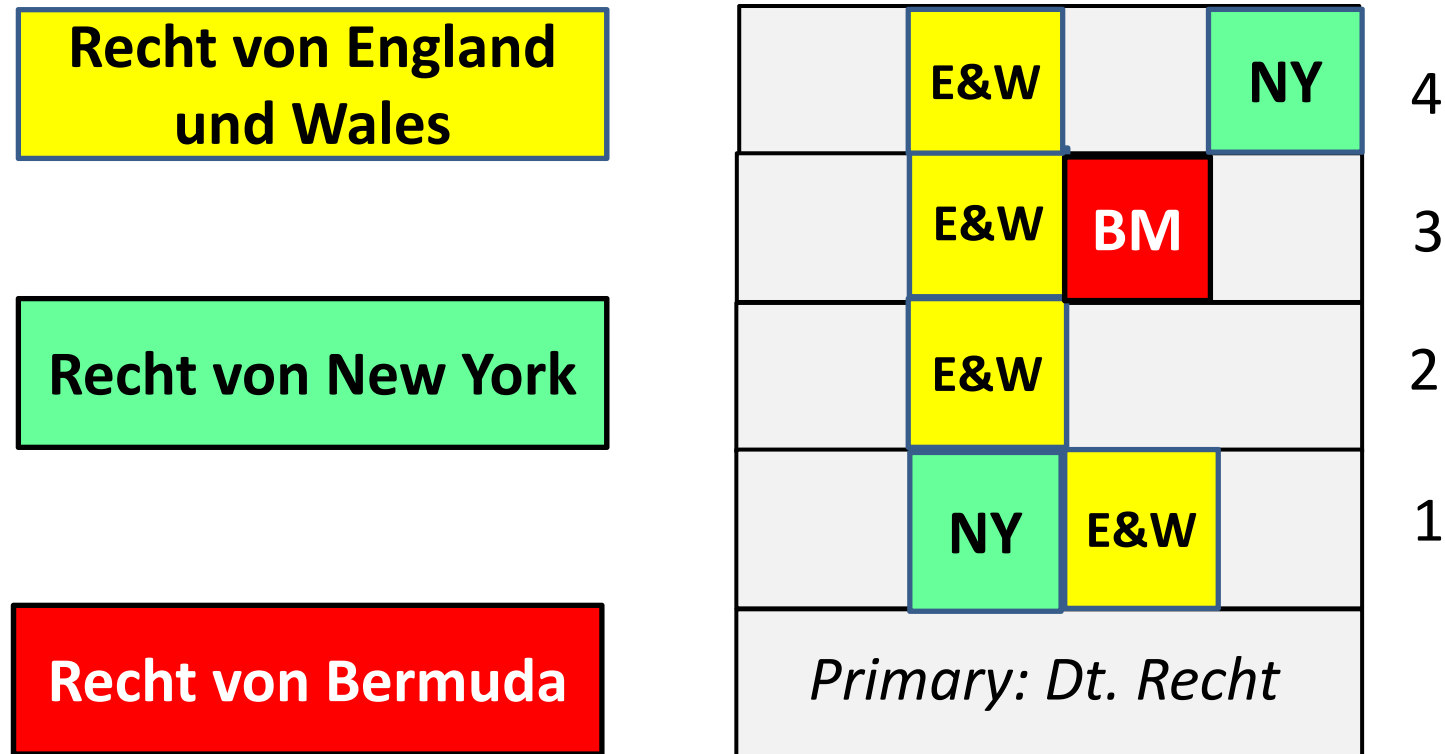 Recht von England
und Wales
Recht von New York
Recht von Bermuda
E&W
NY
4
E&W
BM
3
E&W
2
NY
E&W
1
Primary: Dt. Recht